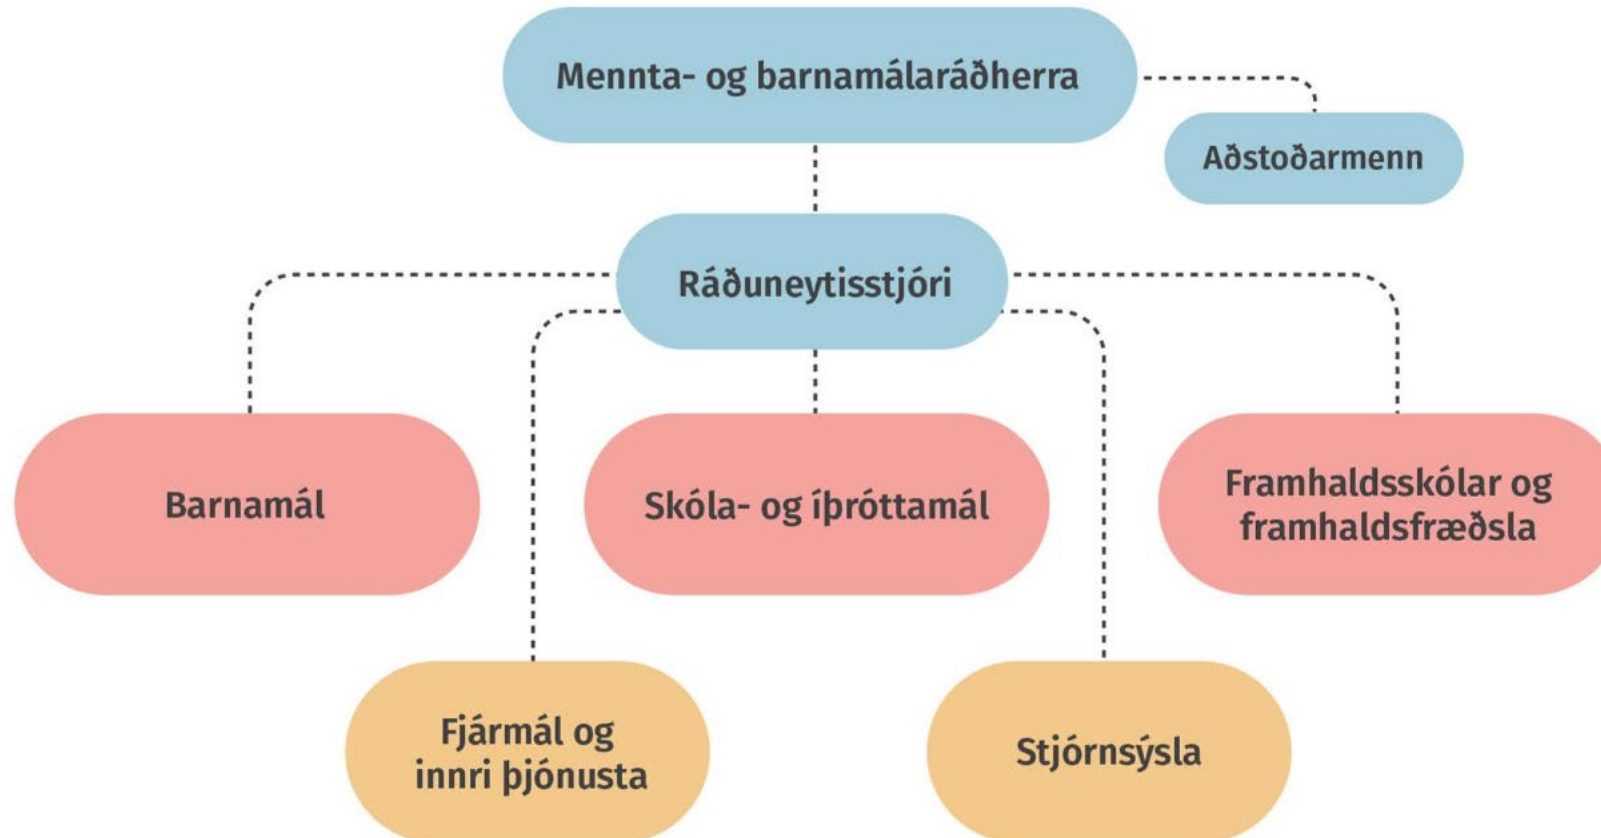 Mennta- og barnamálaráðherra
Aðstoðarmenn
Ráðuneytisstjóri
Barnamál
Skóla- og íþróttamál
Framhaldsskólar og
framhaldsfræðsla
Fjármál og
innri þjónusta
Stjórnsýsla